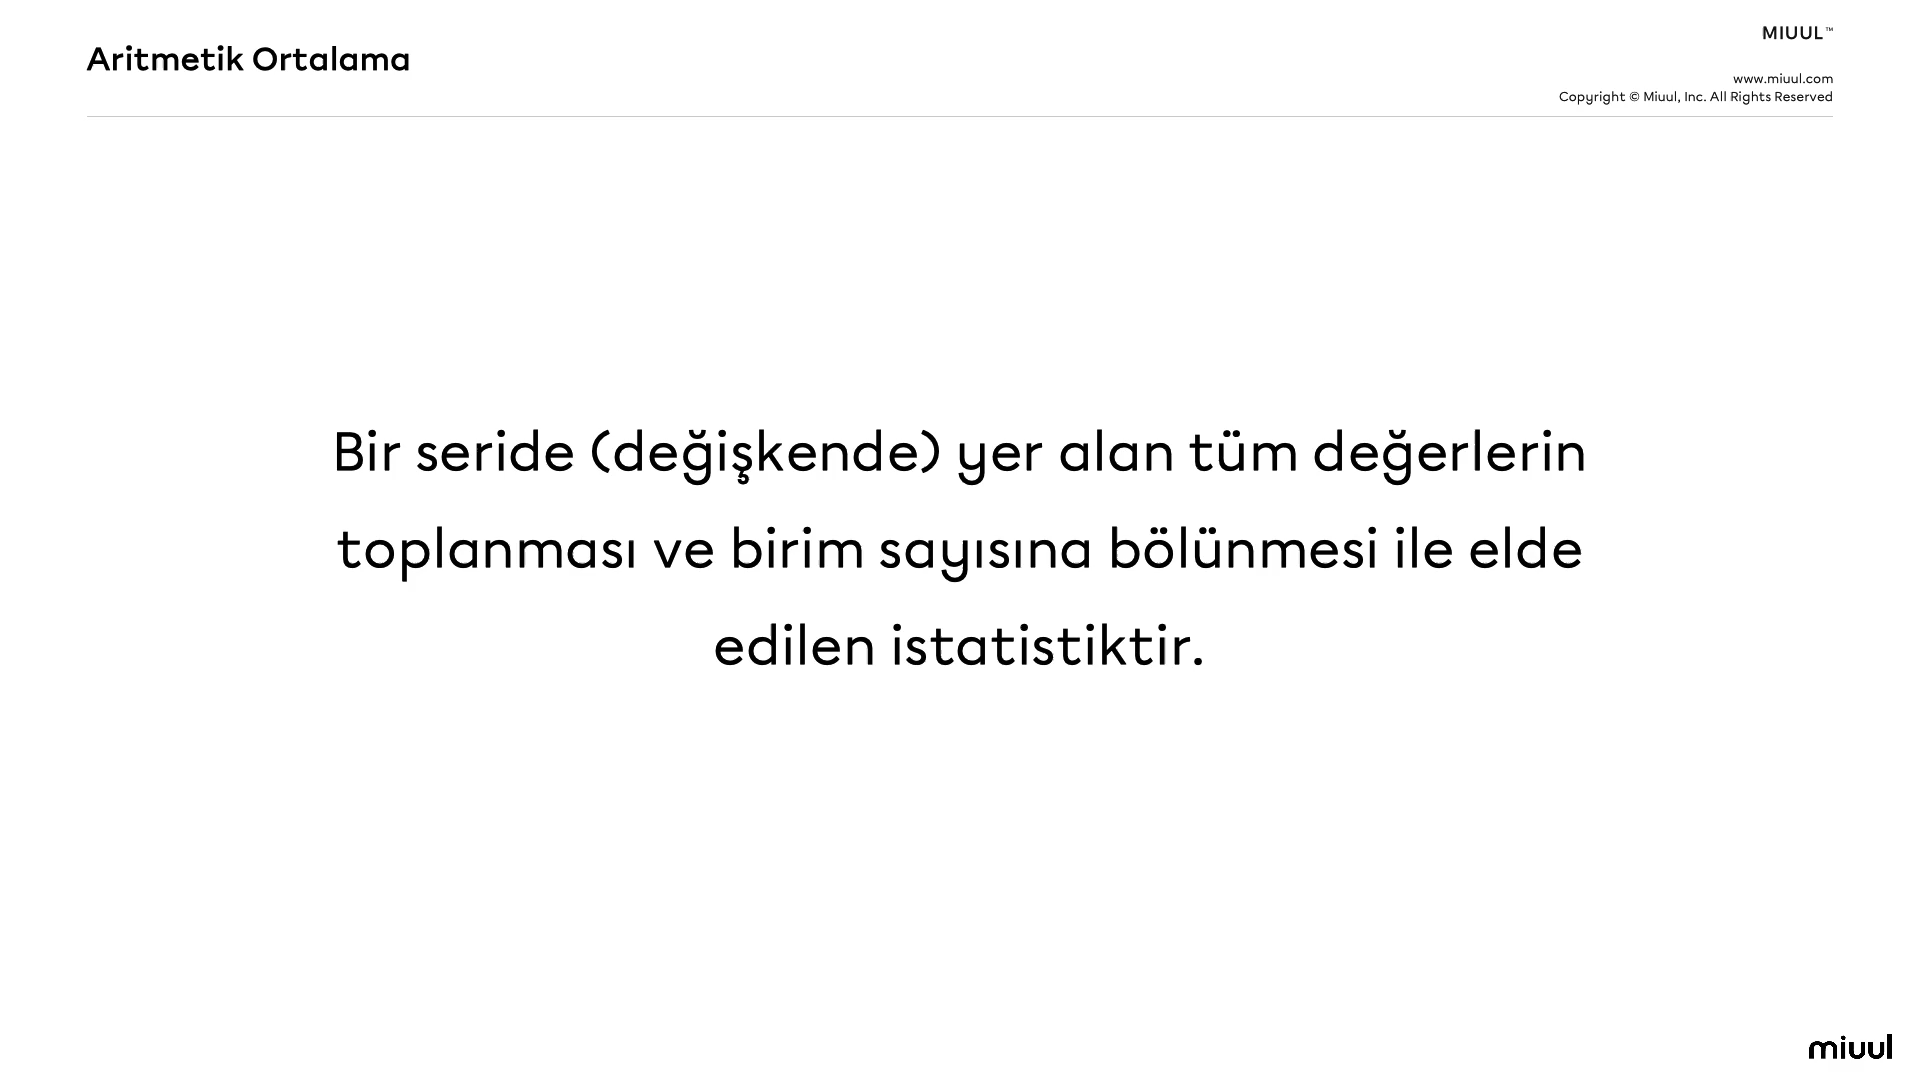 Aritmetik Ortalama
MIUUL™
www.miuul.com
Copyright © Miuul, Inc. All Rights Reserved
Bir seride (değişkende) yer alan tüm değerlerin
toplanması ve birim sayısına bölünmesi ile elde
edilen istatistiktir.
miuul